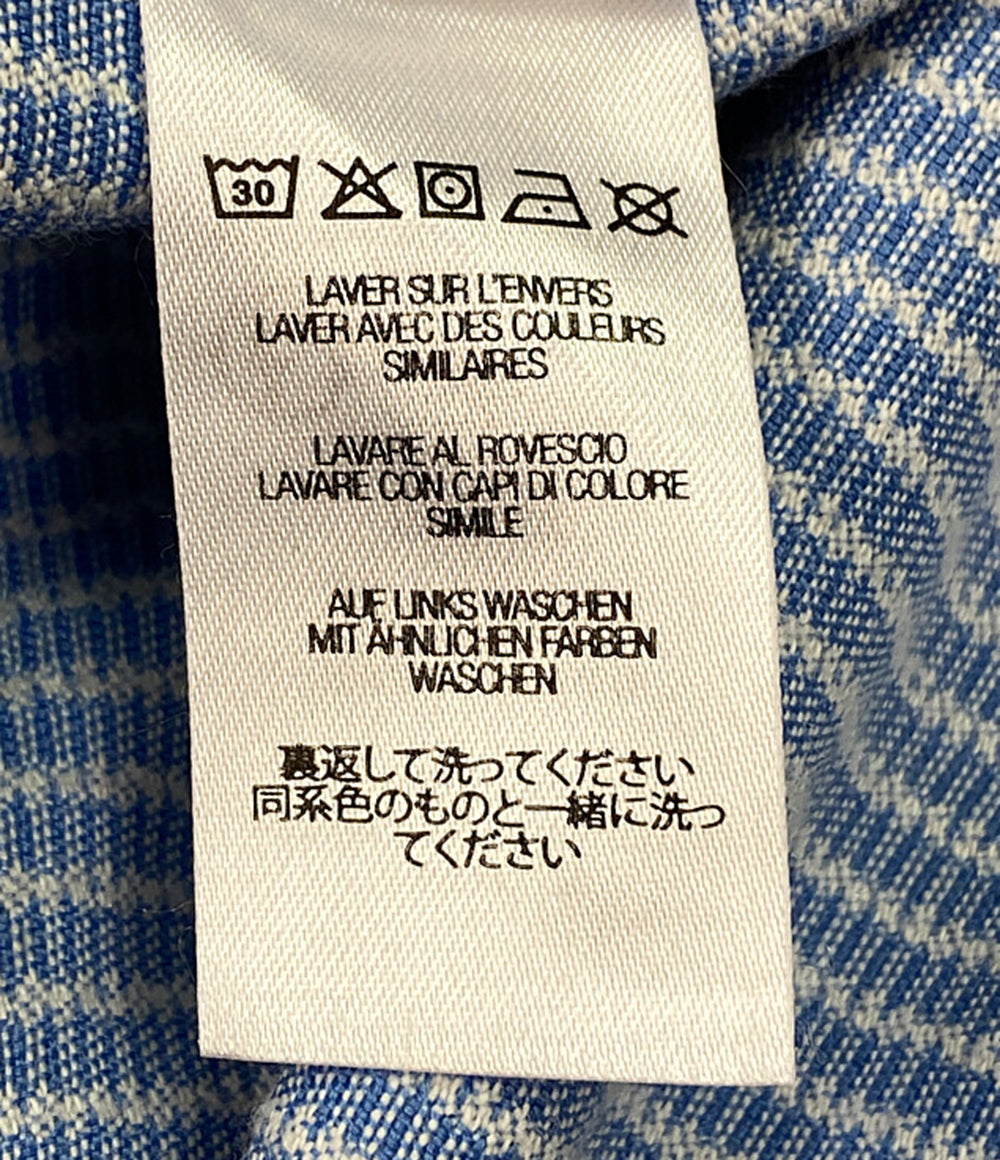 30
LAVER SUR L'ENVERS
LAVER AVEC DES COULEURS
SIMILAIRES
LAVARE AL ROVESCIO
LAVARE CON CAPI DI COLORE
SIMILE
AUF LINKS WASCHEN
MIT ÄHNLICHEN FARBEN
WASCHEN
裏返して洗ってください
同系色のものと一緒に洗っ
てください